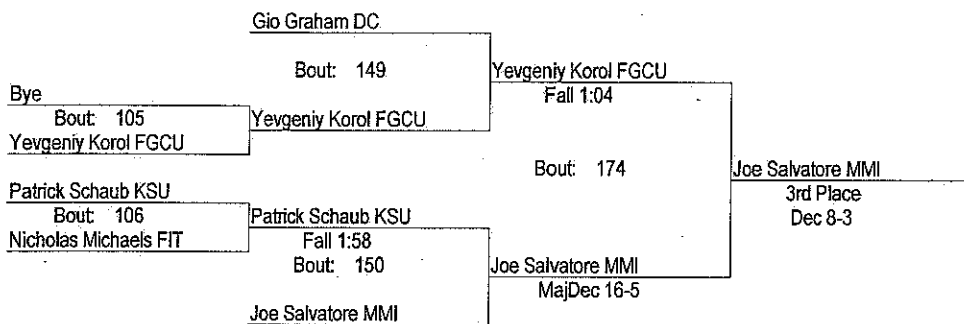 Gio Graham DC
Bout: 149
Yevgeniy Korol FGCU
Fall 1:04
Bye
Bout: 105
Yevgeniy Korol FGCU
Yevgeniy Korol FGCU
Bout: 174
Joe Salvatore MMI
3rd Place
Dec 8-3
Patrick Schaub KSU
Bout: 106
Nicholas Michaels FIT
Patrick Schaub KSU
Fall 1:58
Bout: 150
Joe Salvatore MMI
MajDec 16-5
Joe Salvatore MMI